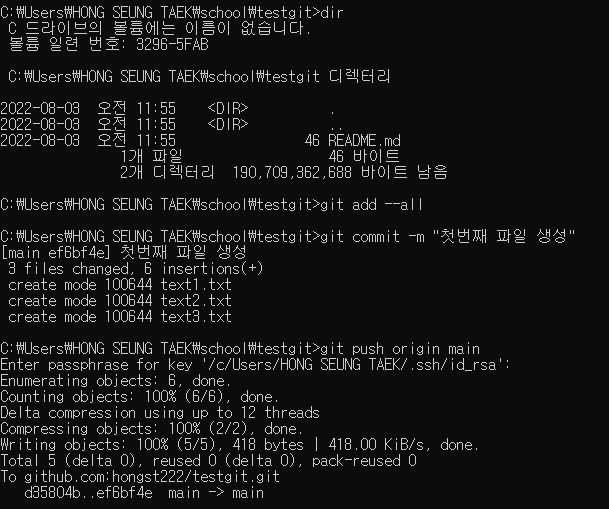 C:₩Users₩HONG SEUNG TAEK₩school₩testgit>dir
 C 드라이브의 볼륨에는 이름이 없습니다.
 볼륨 일련 번호: 3296-5FAB

 C:₩Users₩HONG SEUNG TAEK₩school₩testgit 디렉터리

2022-08-03  오전 11:55    <DIR>          .
2022-08-03  오전 11:55    <DIR>          ..
2022-08-03  오전 11:55                46 README.md
               1개 파일                  46 바이트
               2개 디렉터리  190,709,362,688 바이트 남음

C:₩Users₩HONG SEUNG TAEK₩school₩testgit>git add --all

C:₩Users₩HONG SEUNG TAEK₩school₩testgit>git commit -m "첫번째 파일 생성"
[main ef6bf4e] 첫번째 파일 생성
 3 files changed, 6 insertions(+)
 create mode 100644 text1.txt
 create mode 100644 text2.txt
 create mode 100644 text3.txt

C:₩Users₩HONG SEUNG TAEK₩school₩testgit>git push origin main
Enter passphrase for key '/c/Users/HONG SEUNG TAEK/.ssh/id_rsa':
Enumerating objects: 6, done.
Counting objects: 100% (6/6), done.
Delta compression using up to 12 threads
Compressing objects: 100% (2/2), done.
Writing objects: 100% (5/5), 418 bytes | 418.00 KiB/s, done.
Total 5 (delta 0), reused 0 (delta 0), pack-reused 0
To github.com:hongst222/testgit.git
   d35804b..ef6bf4e  main -> main